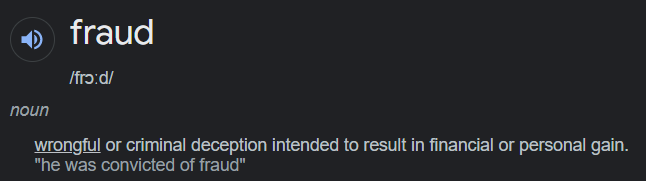 fraud
/frɔːd/
noun
wrongful or criminal deception intended to result in financial or personal gain.
"he was convicted of fraud"